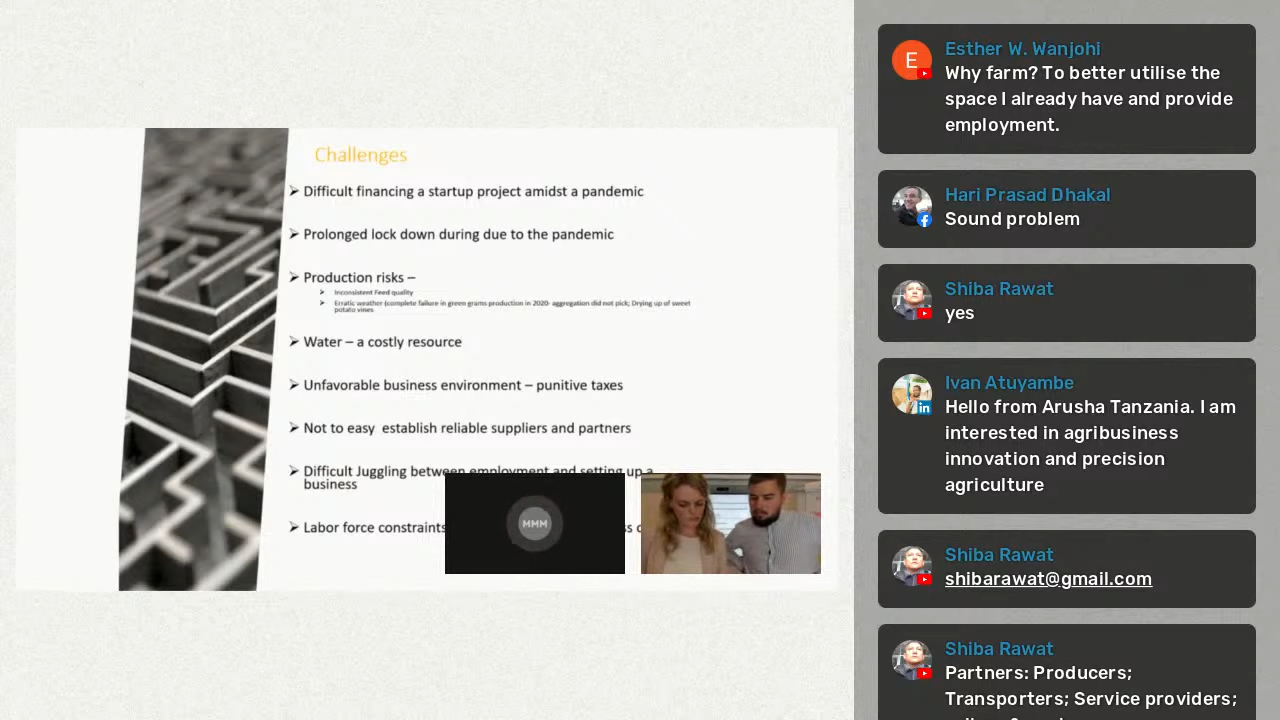 Challenges
➢ Difficult financing a startup project amidst a pandemic
➢ Prolonged lock down during due to the pandemic
➢ Production risks –
➢ Inconsistent Feed quality
➢ Erratic weather (complete failure in green grams production in 2020- aggregation did not pick; Drying up of sweet
potato vines
➢ Water – a costly resource
➢ Unfavorable business environment – punitive taxes
➢ Not to easy establish reliable suppliers and partners
➢ Difficult Juggling between employment and setting up a
business
➢ Labor force constraints
MMM
E
Esther W. Wanjohi
Why farm? To better utilise the
space I already have and provide
employment.
Hari Prasad Dhakal
Sound problem
Shiba Rawat
yes
Ivan Atuyambe
Hello from Arusha Tanzania. I am
interested in agribusiness
innovation and precision
agriculture
Shiba Rawat
shibarawat@gmail.com
Shiba Rawat
Partners: Producers;
Transporters; Service providers;